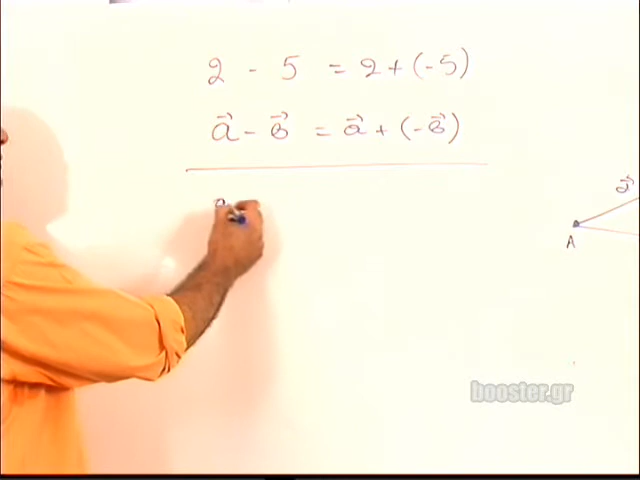 2 - 5 = 2 + (-5)
a⃗ - b⃗ = a⃗ + (-b⃗)
a⃗
A
booster.gr